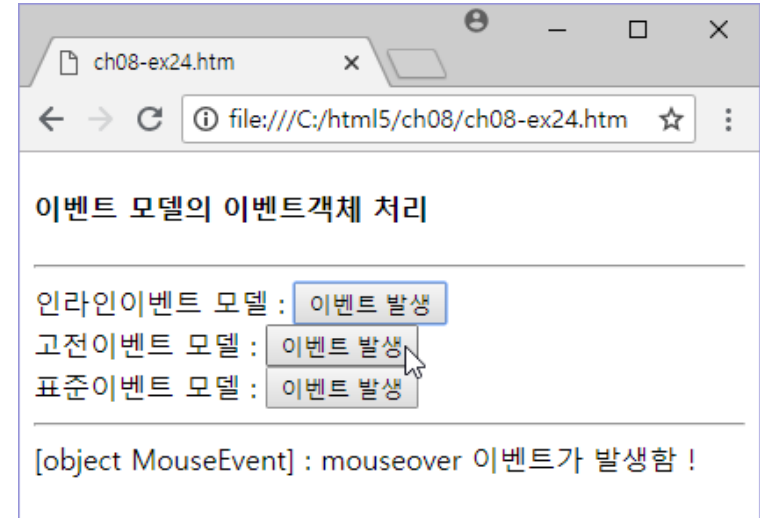 ch08-ex24.htm
file:///C:/html5/ch08/ch08-ex24.htm
이벤트 모델의 이벤트객체 처리
인라인이벤트 모델 : 이벤트 발생
고전이벤트 모델 : 이벤트 발생
표준이벤트 모델 : 이벤트 발생
[object MouseEvent] : mouseover 이벤트가 발생함 !